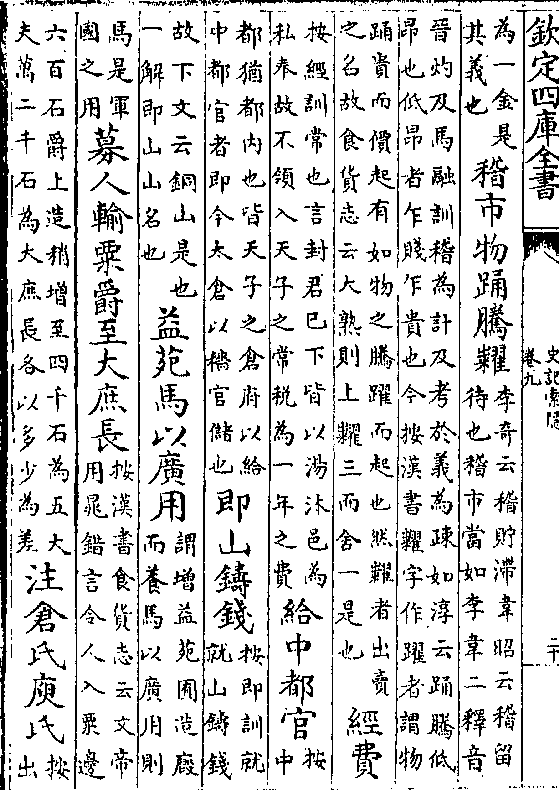 欽定四庫全書
史記索隱
卷九
二十
為一金是
其義也
稽市物踊騰糶
李奇云稽貯滯韋昭云稽留
待也稽市當如李韋二釋音
晉灼及馬融訓稽為計及考於義為疎如淳云踊騰低
昂也低昂者乍賤乍貴也今按漢書糶字作躍者謂物
踊貴而價起有如物之騰躍而起也然糶者出賣
之名故食貨志云大熟則上糶三而舍一是也
經費
按經訓常也言封君已下皆以湯沐邑為
私奉故不領入天子之常税為一年之費
給中都官
按
中
都猶都内也皆天子之倉府以給
中都官者即今太倉以稸官儲也
即山鑄錢
按即訓就
就山鑄錢
故下文云銅山是也
一解即山山名也
益苑馬以廣用
謂增益苑囿造廐
而養馬以廣用則
馬是軍
國之用
募人輸粟爵至大庶長
按漢書食貨志云文帝
用晁錯言令人入粟邊
六百石爵上造稍增至四千石為五大
夫萬二千石為大庶長各以多少為差
注倉氏庾氏
按
出